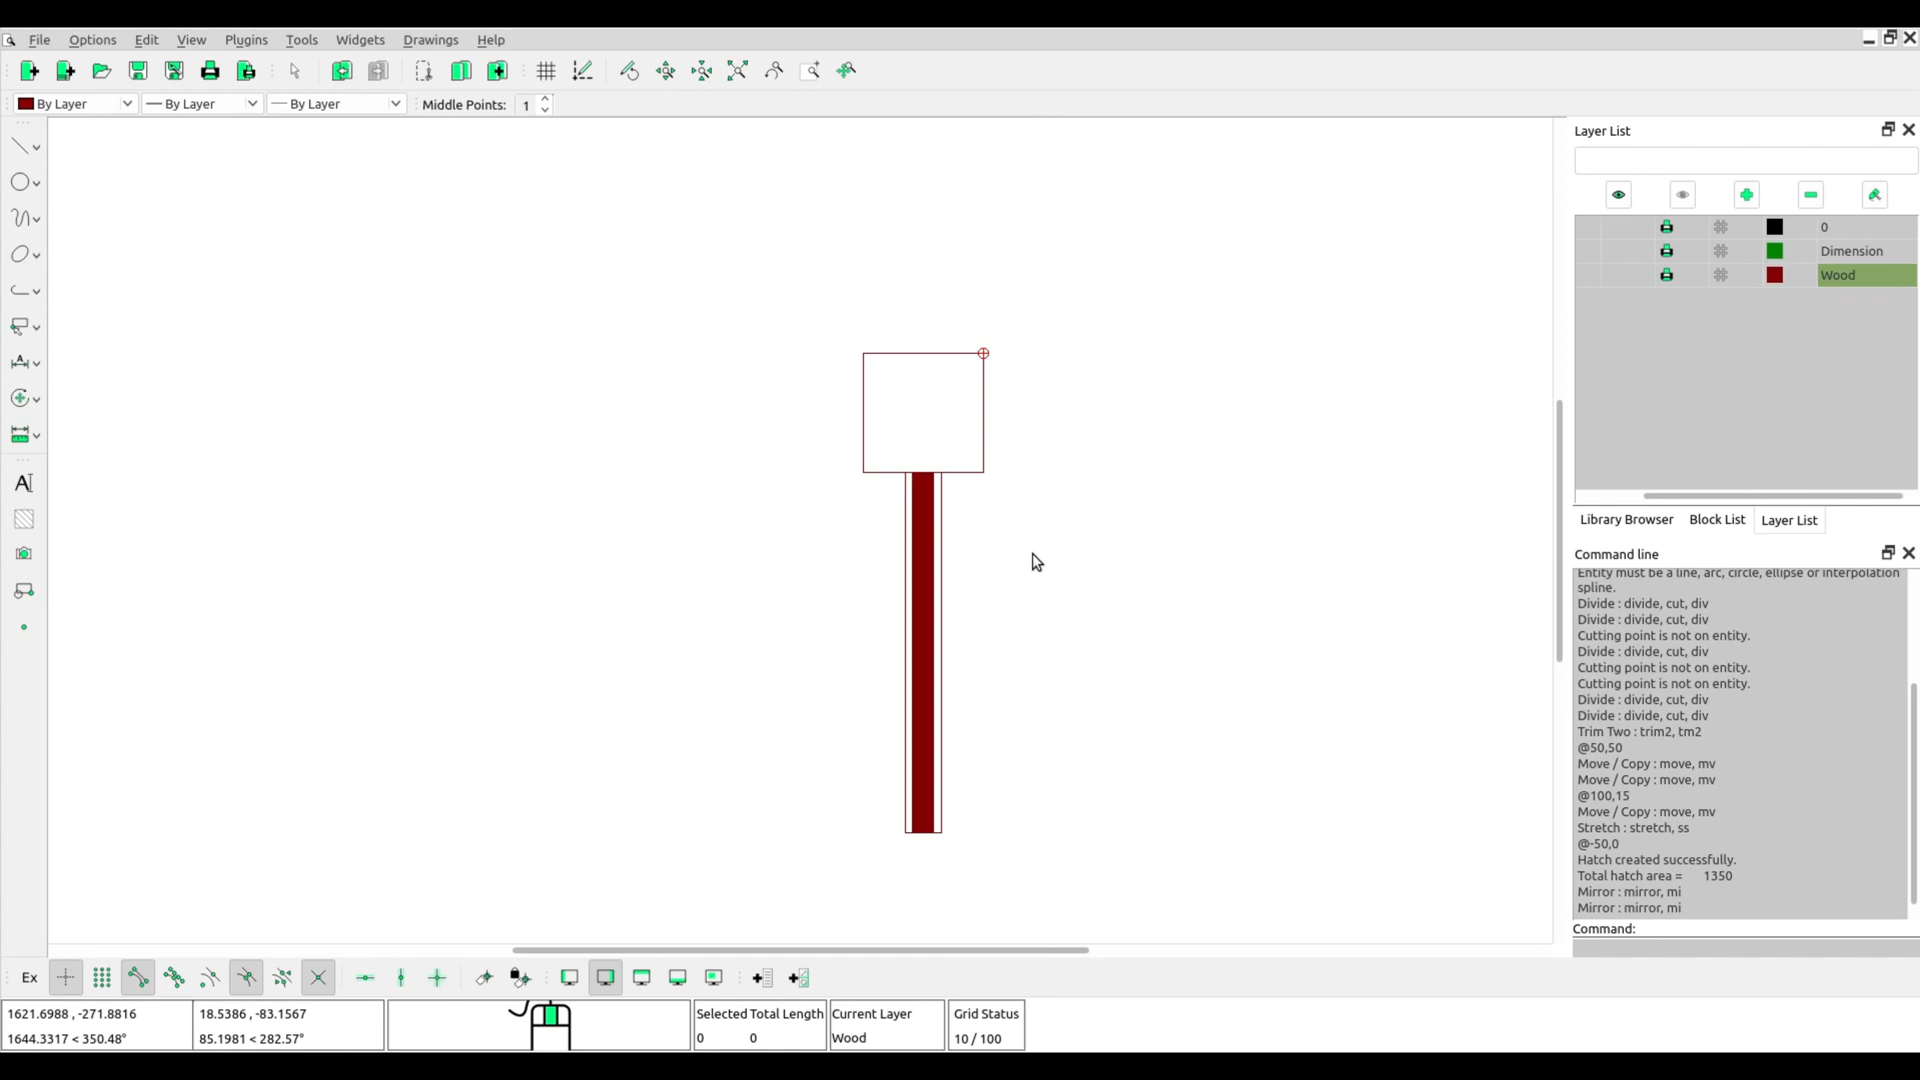 File Options Edit View Plugins Tools Widgets Drawings Help
By Layer By Layer By Layer Middle Points: 1
Layer List
0
Dimension
Wood
Library Browser Block List Layer List
Command line
Entity must be a line, arc, circle, ellipse or interpolation
spline.
Divide : divide, cut, div
Divide : divide, cut, div
Cutting point is not on entity.
Divide : divide, cut, div
Cutting point is not on entity.
Cutting point is not on entity.
Divide : divide, cut, div
Divide : divide, cut, div
Trim Two : trim2, tm2
@50,50
Move / Copy : move, mv
Move / Copy : move, mv
@100,15
Move / Copy : move, mv
Stretch : stretch, ss
@-50,0
Hatch created successfully.
Total hatch area = 1350
Mirror : mirror, mi
Mirror : mirror, mi
Command:
A
A
Ex
1621.6988 , -271.8816 18.5386 , -83.1567 Selected Total Length Current Layer Grid Status
1644.3317 < 350.48° 85.1981 < 282.57° 0 0 Wood 10 / 100